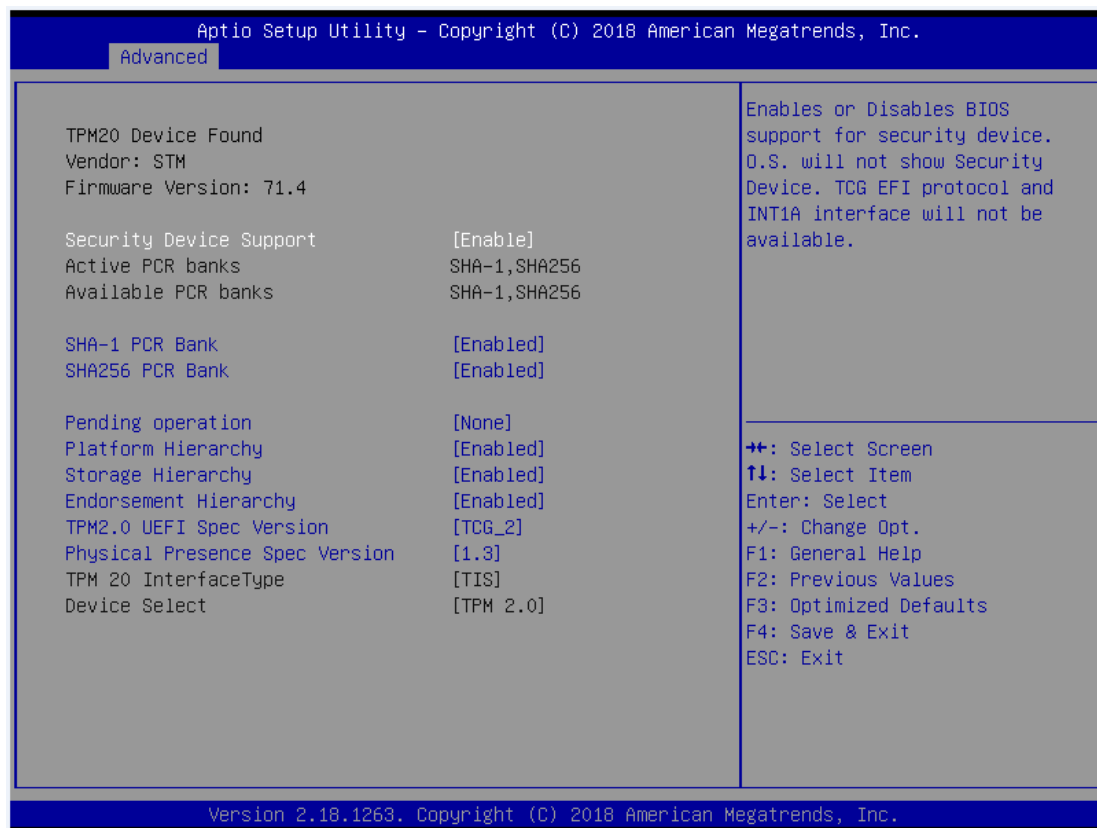 Aptio Setup Utility – Copyright (C) 2018 American Megatrends, Inc.
Advanced
TPM20 Device Found
Vendor: STM
Firmware Version: 71.4
Security Device Support [Enable]
Active PCR banks SHA-1,SHA256
Available PCR banks SHA-1,SHA256
SHA-1 PCR Bank [Enabled]
SHA256 PCR Bank [Enabled]
Pending operation [None]
Platform Hierarchy [Enabled]
Storage Hierarchy [Enabled]
Endorsement Hierarchy [Enabled]
TPM2.0 UEFI Spec Version [TCG_2]
Physical Presence Spec Version [1.3]
TPM 20 InterfaceType [TIS]
Device Select [TPM 2.0]
Enables or Disables BIOS
support for security device.
O.S. will not show Security
Device. TCG EFI protocol and
INT1A interface will not be
available.
→←: Select Screen
↑↓: Select Item
Enter: Select
+/-: Change Opt.
F1: General Help
F2: Previous Values
F3: Optimized Defaults
F4: Save & Exit
ESC: Exit
Version 2.18.1263. Copyright (C) 2018 American Megatrends, Inc.